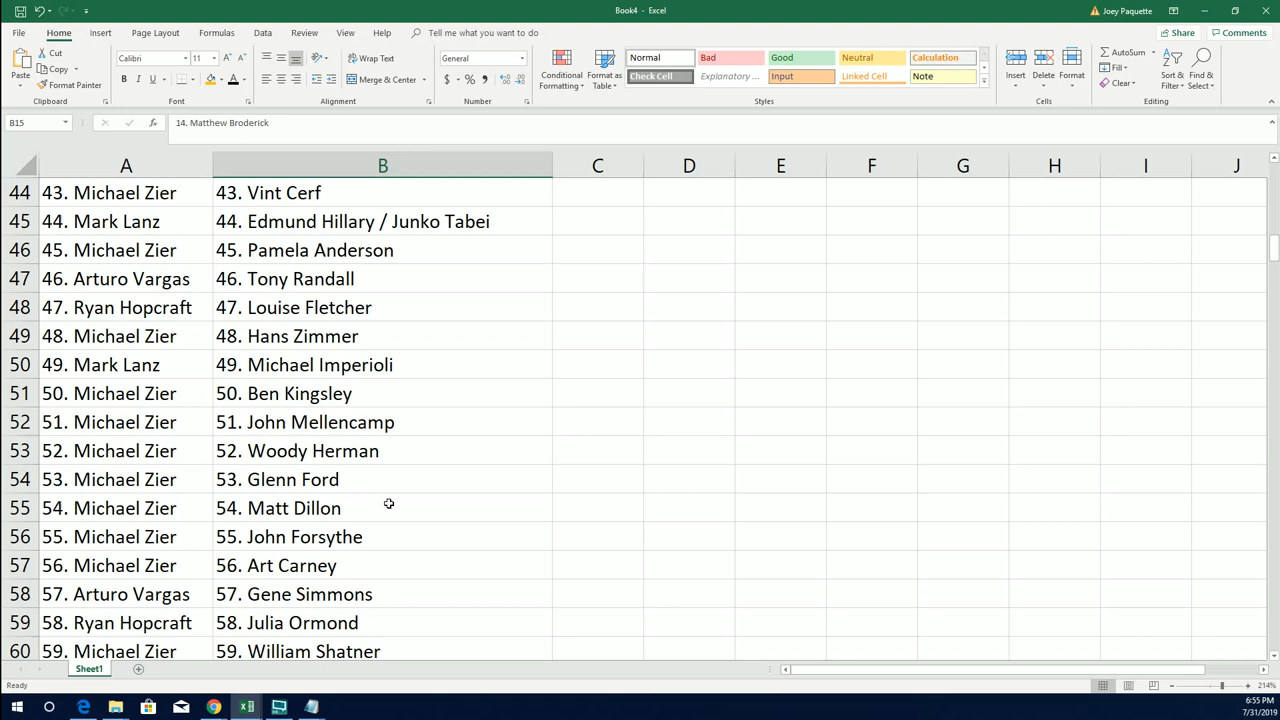 Book4 - Excel
Joey Paquette
File Home Insert Page Layout Formulas Data Review View Help Tell me what you want to do
Share Comments
Paste
Cut
Copy
Format Painter
Clipboard
Calibri 11
B I U
Font
Wrap Text
Merge & Center
Alignment
General
$ % ,
Number
Conditional Formatting
Format as Table
Normal Bad Good Neutral Calculation
Check Cell Explanatory ... Input Linked Cell Note
Styles
Insert Delete Format
Cells
AutoSum
Fill
Clear
Sort & Filter
Find & Select
Editing
B15
fx
14. Matthew Broderick
A B C D E F G H I J
44 43. Michael Zier 43. Vint Cerf
45 44. Mark Lanz 44. Edmund Hillary / Junko Tabei
46 45. Michael Zier 45. Pamela Anderson
47 46. Arturo Vargas 46. Tony Randall
48 47. Ryan Hopcraft 47. Louise Fletcher
49 48. Michael Zier 48. Hans Zimmer
50 49. Mark Lanz 49. Michael Imperioli
51 50. Michael Zier 50. Ben Kingsley
52 51. Michael Zier 51. John Mellencamp
53 52. Michael Zier 52. Woody Herman
54 53. Michael Zier 53. Glenn Ford
55 54. Michael Zier 54. Matt Dillon
56 55. Michael Zier 55. John Forsythe
57 56. Michael Zier 56. Art Carney
58 57. Arturo Vargas 57. Gene Simmons
59 58. Ryan Hopcraft 58. Julia Ormond
60 59. Michael Zier 59. William Shatner
Sheet1
Ready
214%
6:55 PM
7/31/2019